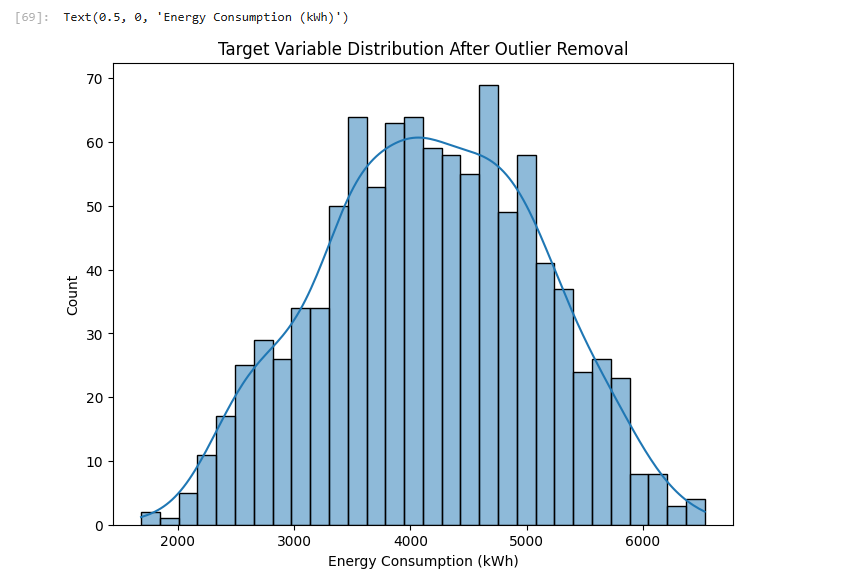 [69]: Text(0.5, 0, 'Energy Consumption (kWh)')
Target Variable Distribution After Outlier Removal
70
60
50
40
30
20
10
0
Count
2000 3000 4000 5000 6000
Energy Consumption (kWh)